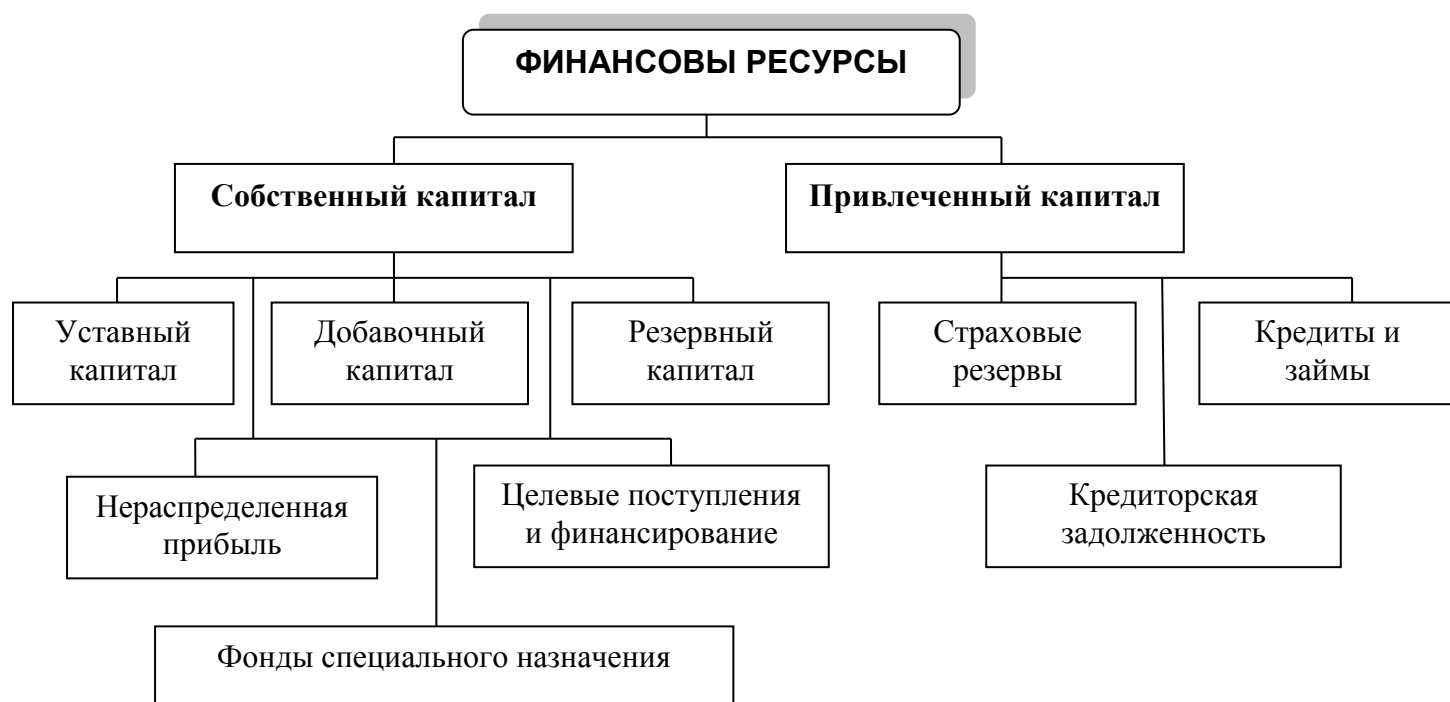 ФИНАНСОВЫ РЕСУРСЫ
Собственный капитал
Привлеченный капитал
Уставный
капитал
Добавочный
капитал
Резервный
капитал
Страховые
резервы
Кредиты и
займы
Нераспределенная
прибыль
Целевые поступления
и финансирование
Кредиторская
задолженность
Фонды специального назначения